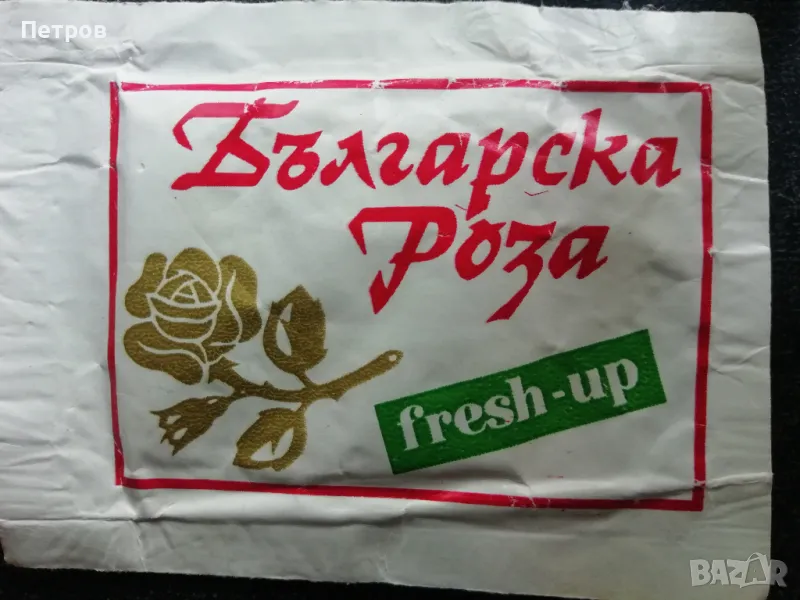 Петров
Българска
Роза
fresh-up
BAZAR